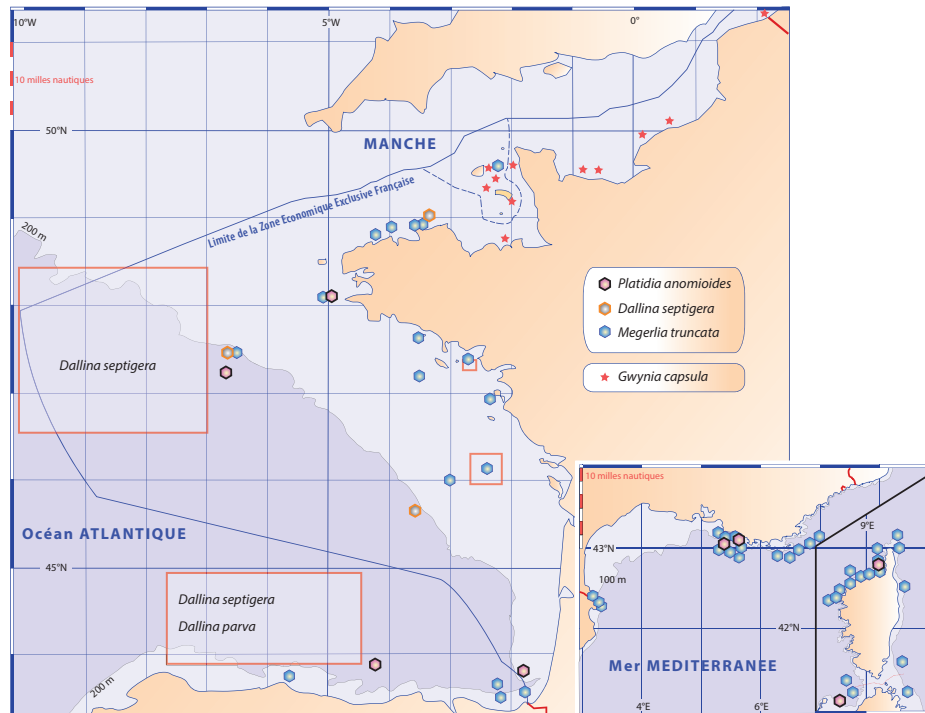 10°W
5°W
0°
10 milles nautiques
50°N
MANCHE
Limite de la Zone Economique Exclusive Française
200 m
Platidia anomioides
Dallina septigera
Megerlia truncata
Gwynia capsula
Dallina septigera
Océan ATLANTIQUE
45°N
Dallina septigera
Dallina parva
200 m
10 milles nautiques
9°E
43°N
100 m
42°N
Mer MEDITERRANEE
4°E
6°E